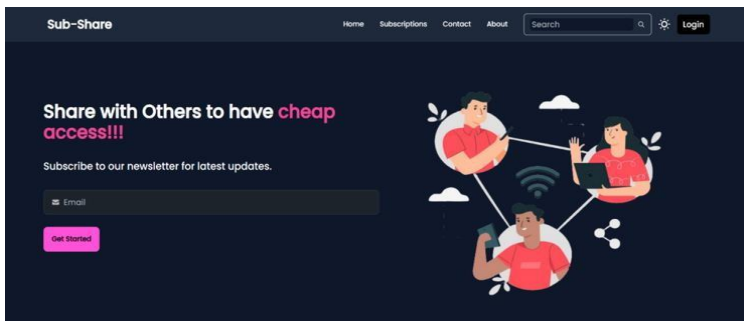 Sub-Share
Home Subscriptions Contact About Search Login
Share with Others to have cheap
access!!!
Subscribe to our newsletter for latest updates.
Email
Get Started